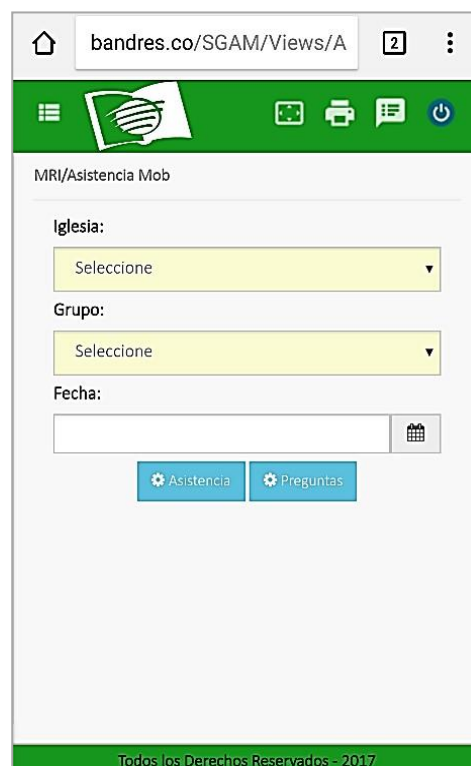 bandres.co/SGAM/Views/A 2
MRI/Asistencia Mob
Iglesia:
Seleccione
Grupo:
Seleccione
Fecha:
Asistencia Preguntas
Todos los Derechos Reservados - 2017